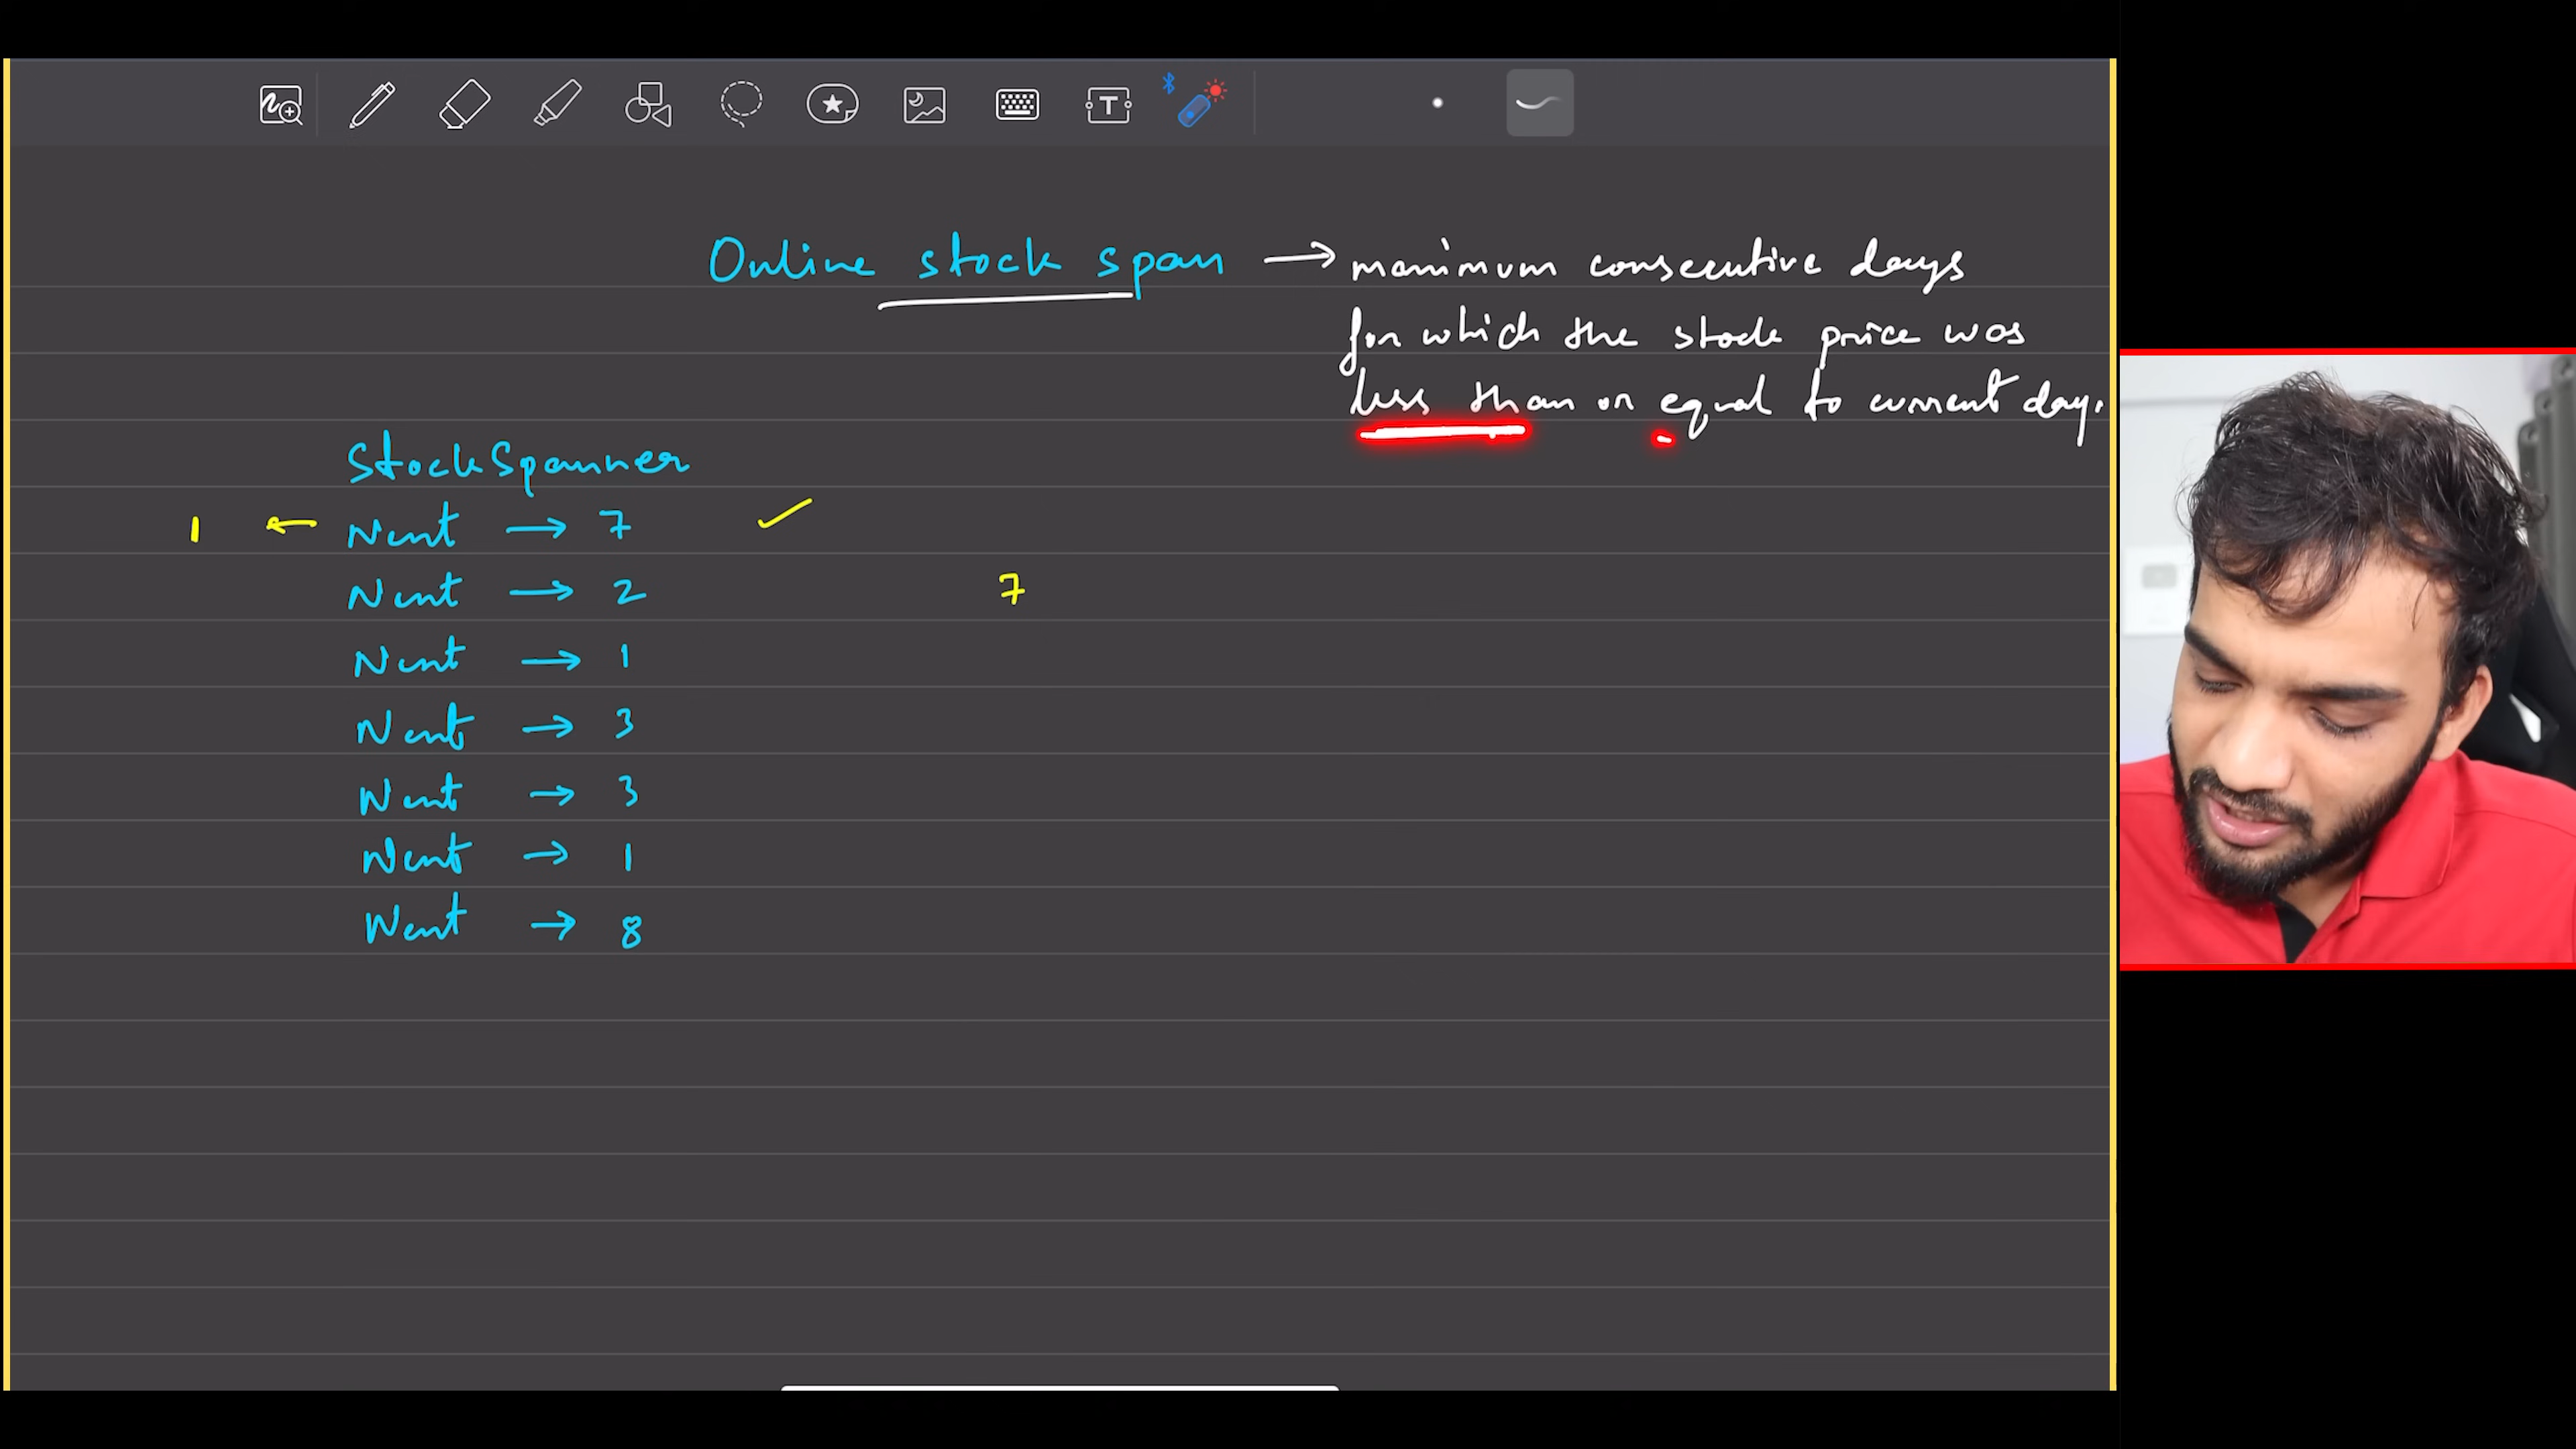 Online stock span → maximum consecutive days
for which the stock price was
less than or equal to current day.
StockSpanner
1 ← Next → 7 ✓
Next → 2 7
Next → 1
Next → 3
Next → 3
Next → 1
Next → 8